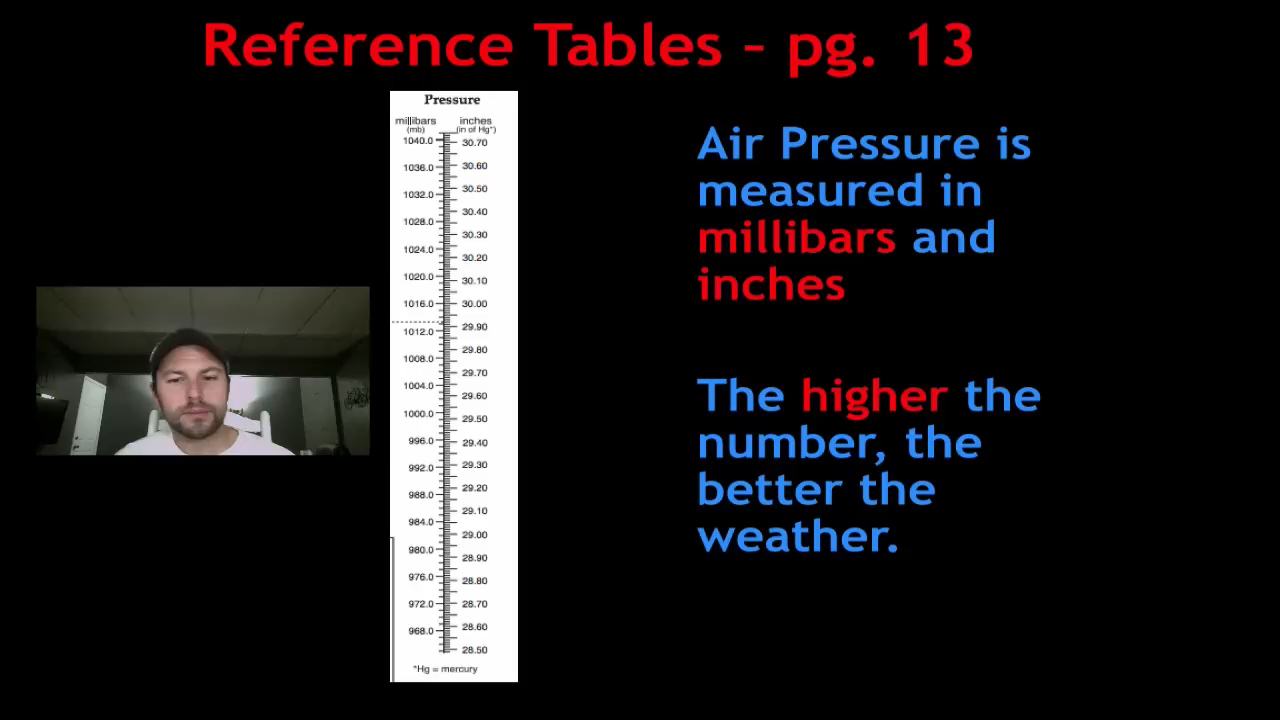 Reference Tables – pg. 13
Pressure
millibars inches
(mb) (in of Hg*)
1040.0 30.70
1036.0 30.60
1032.0 30.50
1028.0 30.40
1024.0 30.30
1020.0 30.20
30.10
1016.0 30.00
1012.0 29.90
1008.0 29.80
29.70
1004.0 29.60
1000.0 29.50
996.0 29.40
992.0 29.30
988.0 29.20
29.10
984.0 29.00
980.0 28.90
976.0 28.80
972.0 28.70
968.0 28.60
28.50
*Hg = mercury
Air Pressure is
measured in
millibars and
inches
The higher the
number, the
better the
weather.